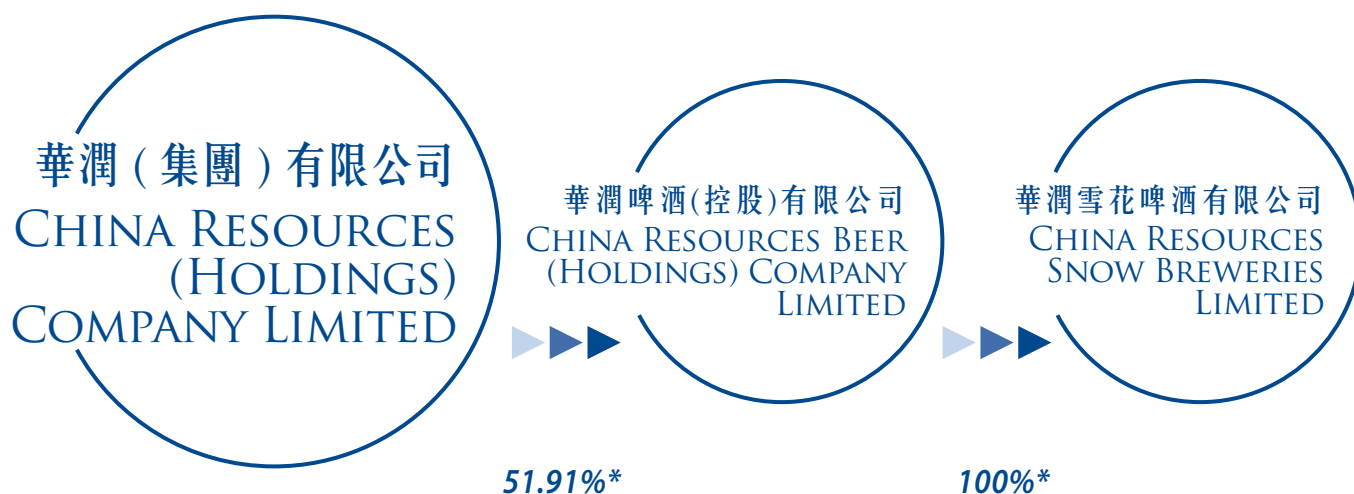 華潤(集團)有限公司
CHINA RESOURCES
(HOLDINGS)
COMPANY LIMITED
華潤啤酒(控股)有限公司
CHINA RESOURCES BEER
(HOLDINGS) COMPANY
LIMITED
華潤雪花啤酒有限公司
CHINA RESOURCES
SNOW BREWERIES
LIMITED
51.91%*
100%*